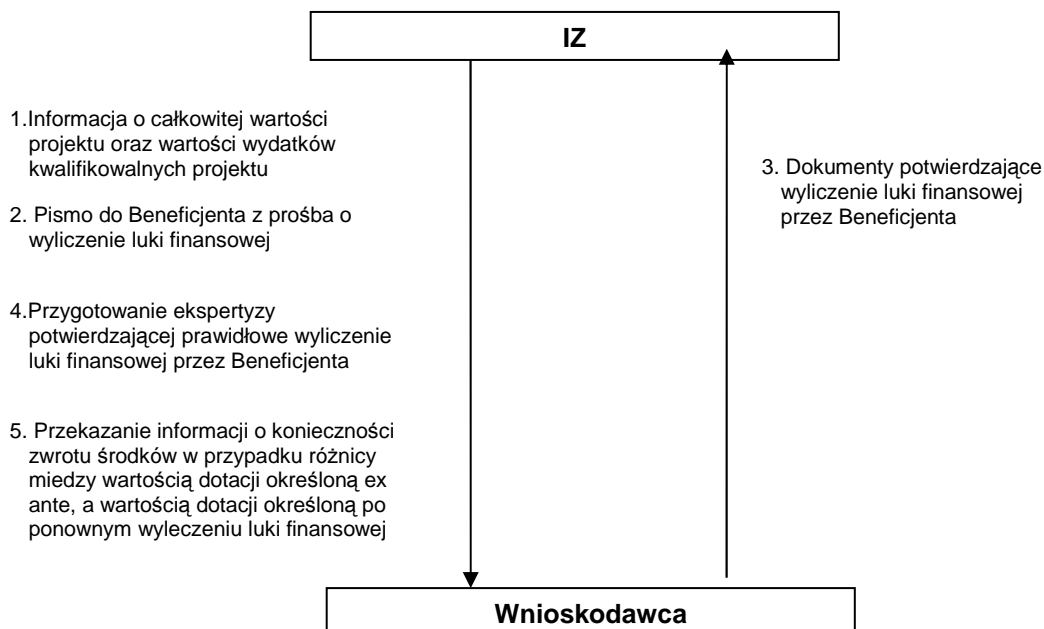 IZ
1.Informacja o całkowitej wartości
projektu oraz wartości wydatków
kwalifikowalnych projektu
2. Pismo do Beneficjenta z prośba o
wyliczenie luki finansowej
3. Dokumenty potwierdzające
wyliczenie luki finansowej
przez Beneficjenta
4.Przygotowanie ekspertyzy
potwierdzającej prawidłowe wyliczenie
luki finansowej przez Beneficjenta
5. Przekazanie informacji o konieczności
zwrotu środków w przypadku różnicy
miedzy wartością dotacji określoną ex
ante, a wartością dotacji określoną po
ponownym wyleczeniu luki finansowej
Wnioskodawca